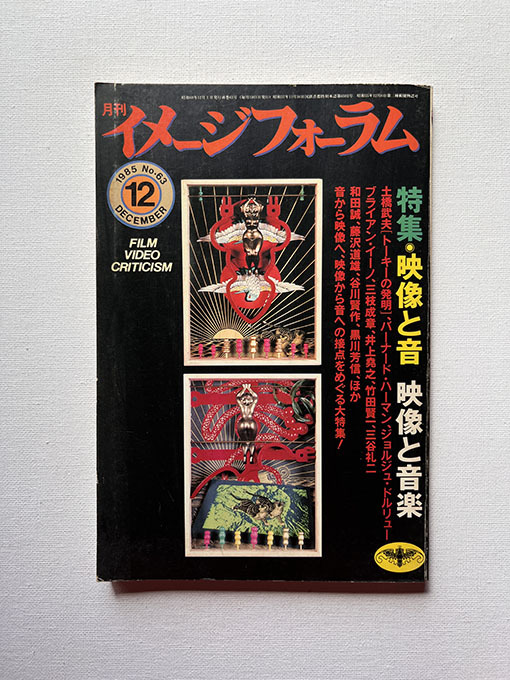 月刊
イメージフォーラム
1985 No.63
12
DECEMBER
FILM
VIDEO
CRITICISM
特集・映像と音 映像と音楽
土橋武夫「トーキーの発明」、バーナード・ハーマン、ジョルジュ・ドルリュー
ブライアン・イーノ、三枝成章、井上堯之、竹田賢一、三谷礼二
和田誠、藤沢道雄、谷川賢作、黒川芳信、ほか
音から映像へ、映像から音への接点をめぐる大特集！